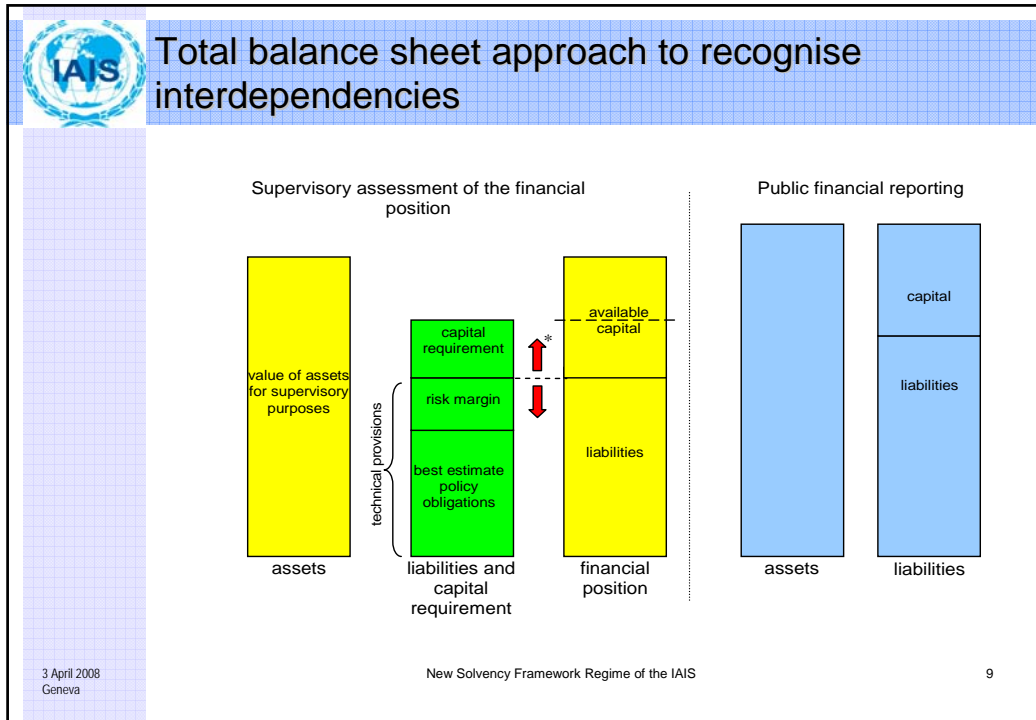 IAIS
Total balance sheet approach to recognise
interdependencies
Supervisory assessment of the financial
position
value of assets
for supervisory
purposes
assets
technical provisions
capital
requirement
risk margin
best estimate
policy
obligations
liabilities and
capital
requirement
*
available
capital
liabilities
financial
position
Public financial reporting
assets
capital
liabilities
liabilities
3 April 2008
Geneva
New Solvency Framework Regime of the IAIS
9